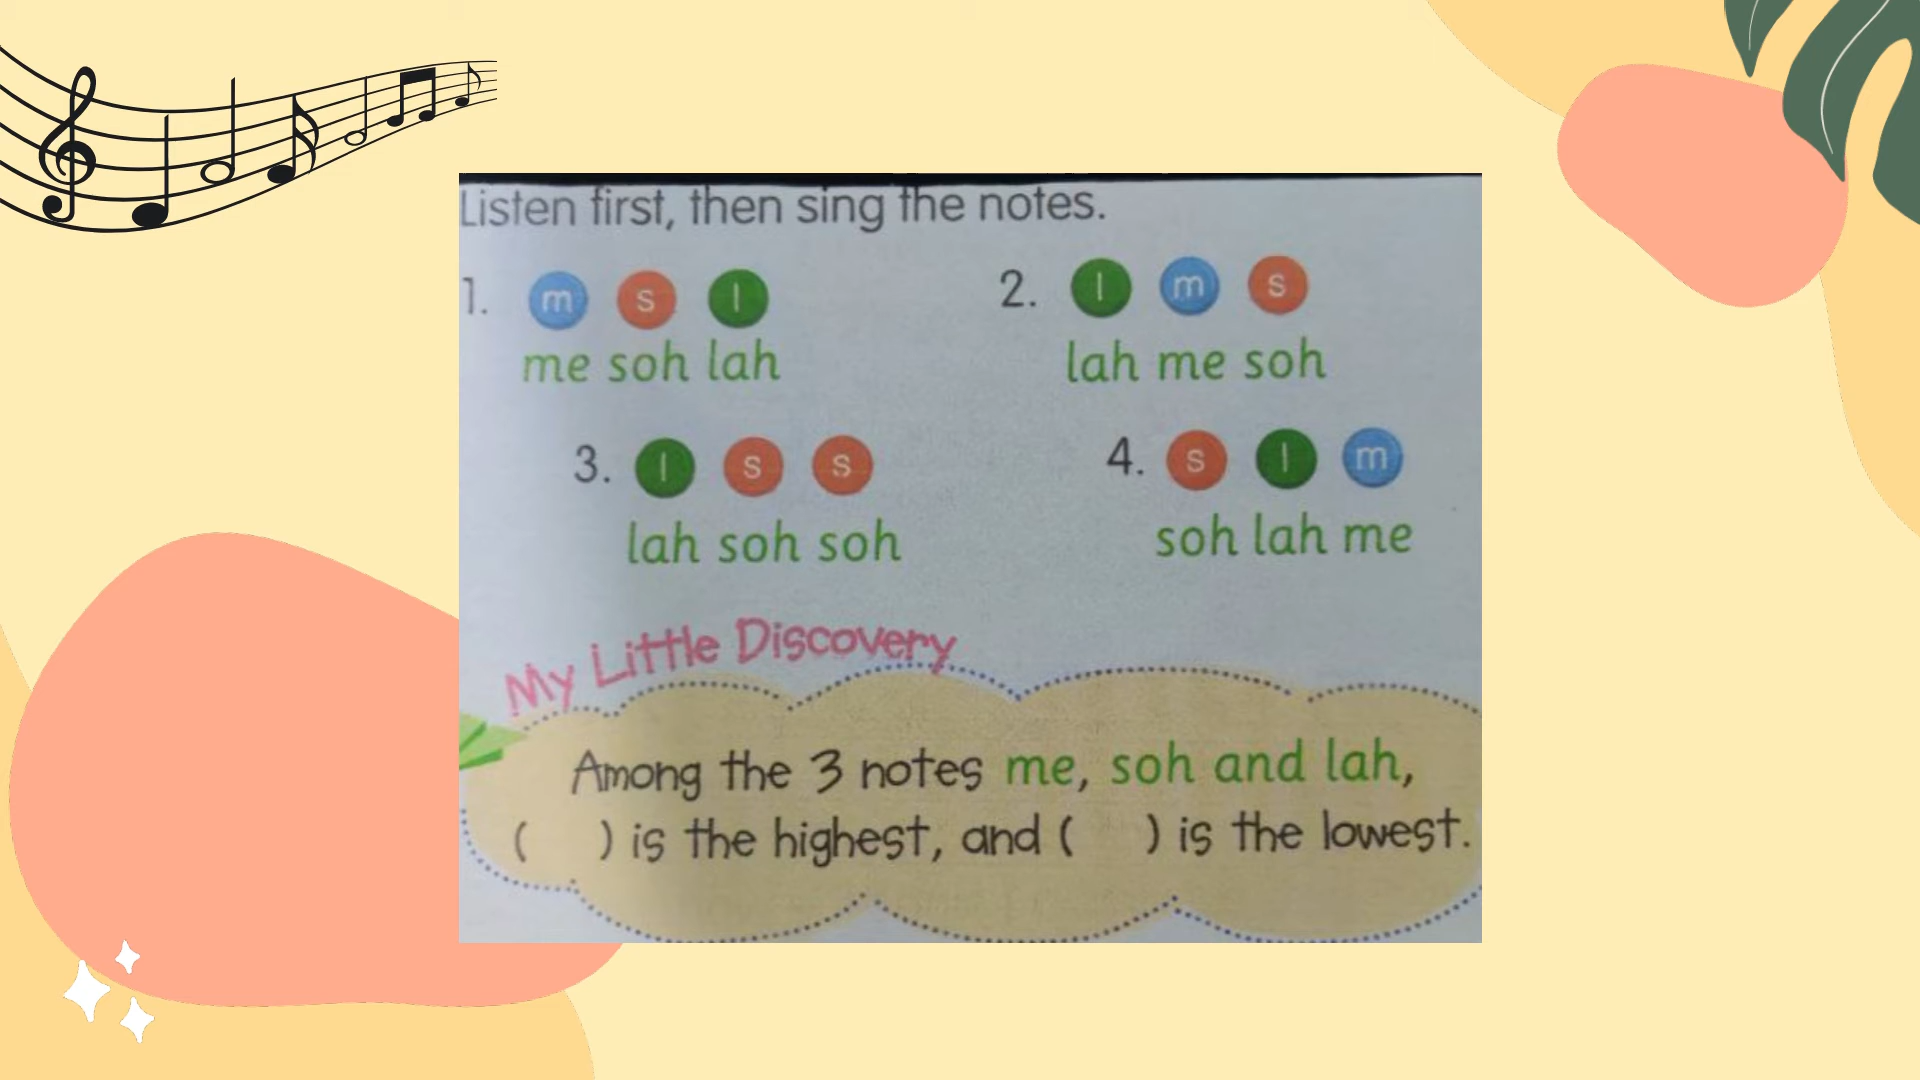 Listen first, then sing the notes.
1. m s l
me soh lah
2. l m s
lah me soh
3. l s s
lah soh soh
4. s l m
soh lah me
My Little Discovery
Among the 3 notes me, soh and lah,
( ) is the highest, and ( ) is the lowest.